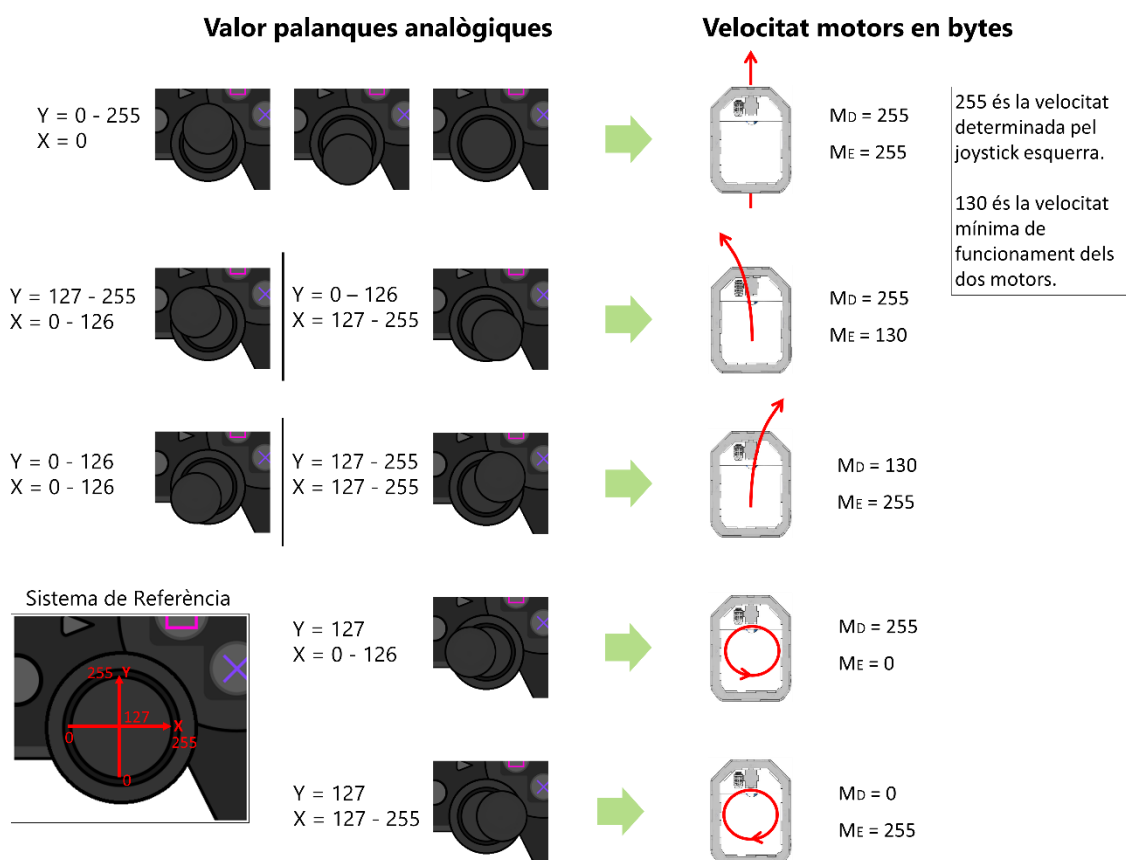 Valor palanques analògiques
Velocitat motors en bytes
Y = 0 - 255
X = 0
MD = 255
ME = 255
255 és la velocitat
determinada pel
joystick esquerra.
130 és la velocitat
mínima de
funcionament dels
dos motors.
Y = 127 - 255
X = 0 - 126
Y = 0 – 126
X = 127 - 255
MD = 255
ME = 130
Y = 0 - 126
X = 0 - 126
Y = 127 - 255
X = 127 - 255
MD = 130
ME = 255
Sistema de Referència
255 Y
127
X
0
255
0
Y = 127
X = 0 - 126
MD = 255
ME = 0
Y = 127
X = 127 - 255
MD = 0
ME = 255